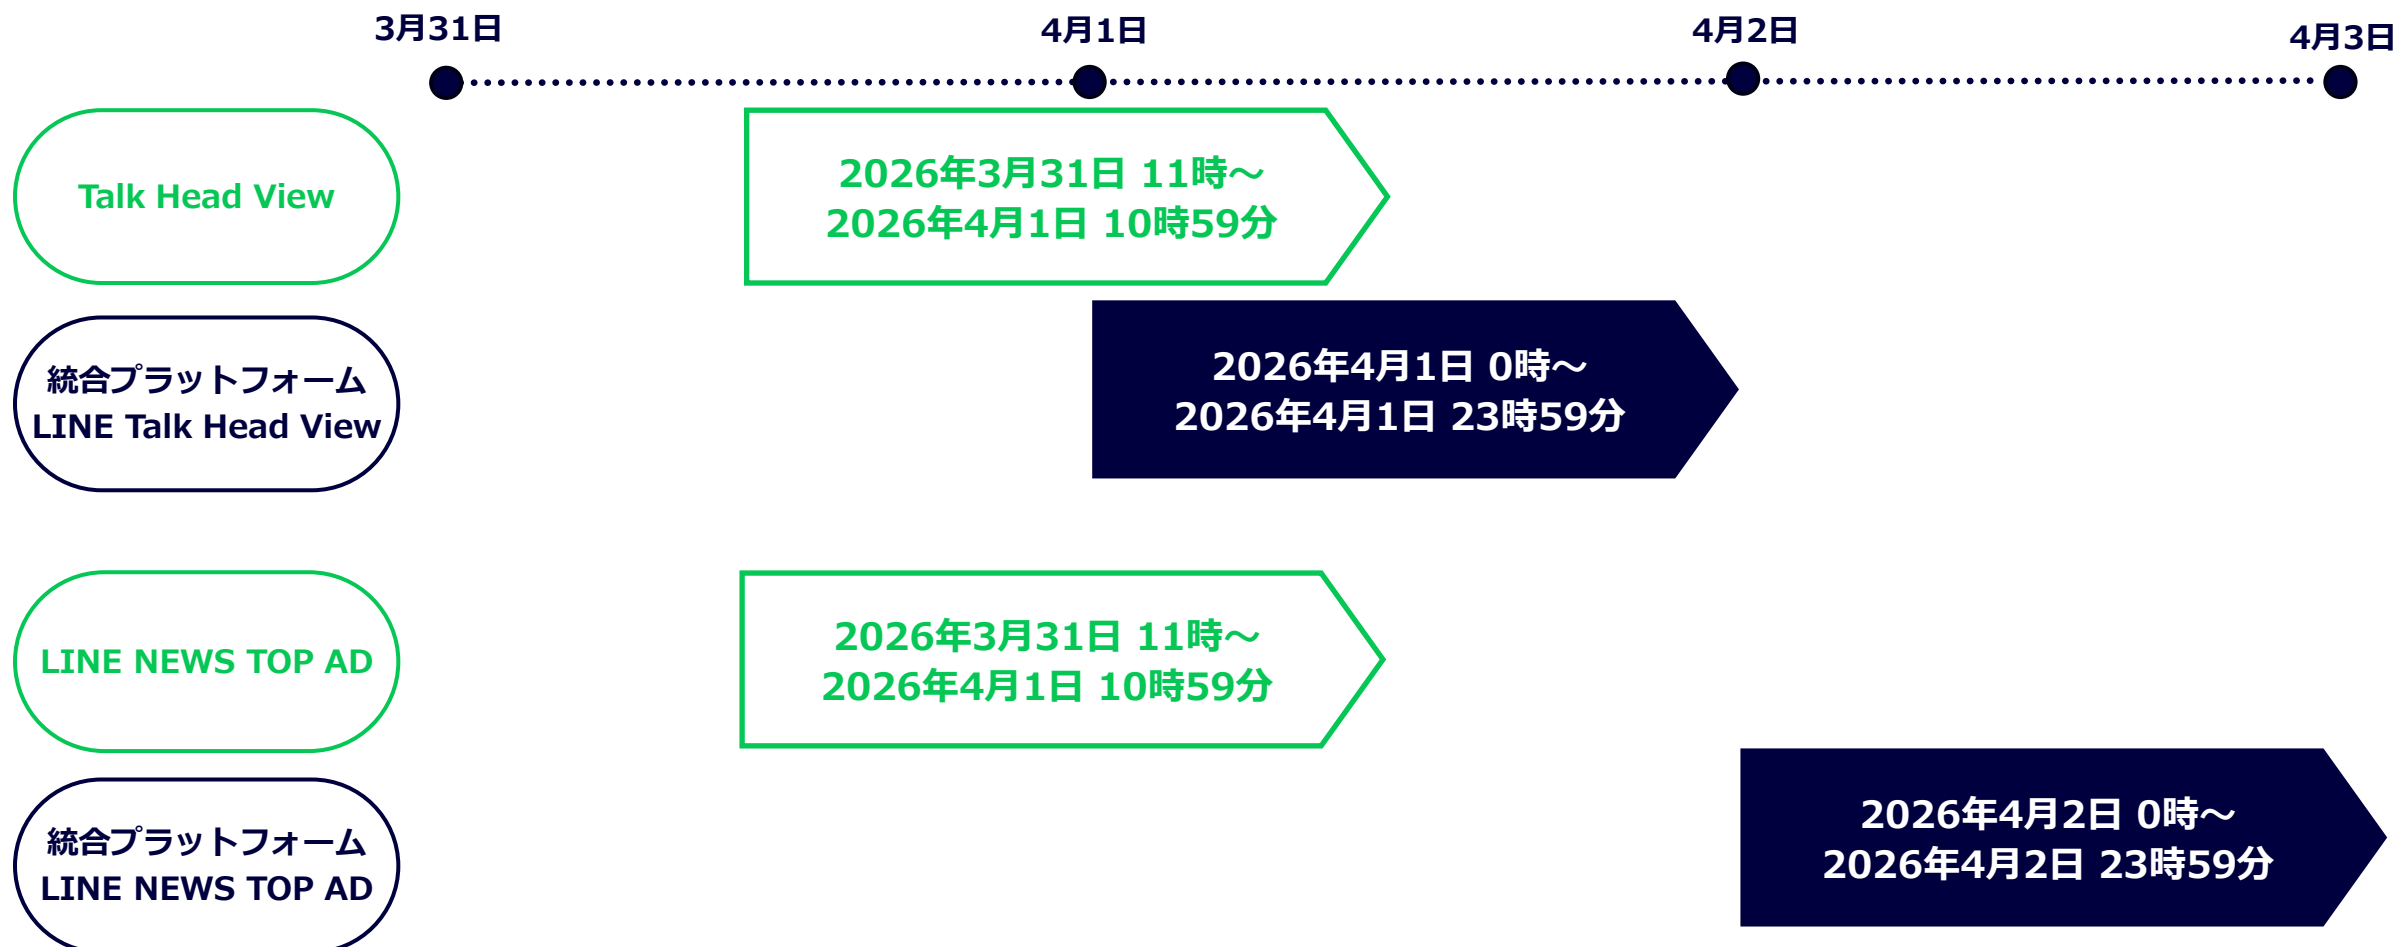 3月31日
4月1日
4月2日
4月3日
Talk Head View
2026年3月31日 11時～
2026年4月1日 10時59分
統合プラットフォーム
LINE Talk Head View
2026年4月1日 0時～
2026年4月1日 23時59分
LINE NEWS TOP AD
2026年3月31日 11時～
2026年4月1日 10時59分
統合プラットフォーム
LINE NEWS TOP AD
2026年4月2日 0時～
2026年4月2日 23時59分